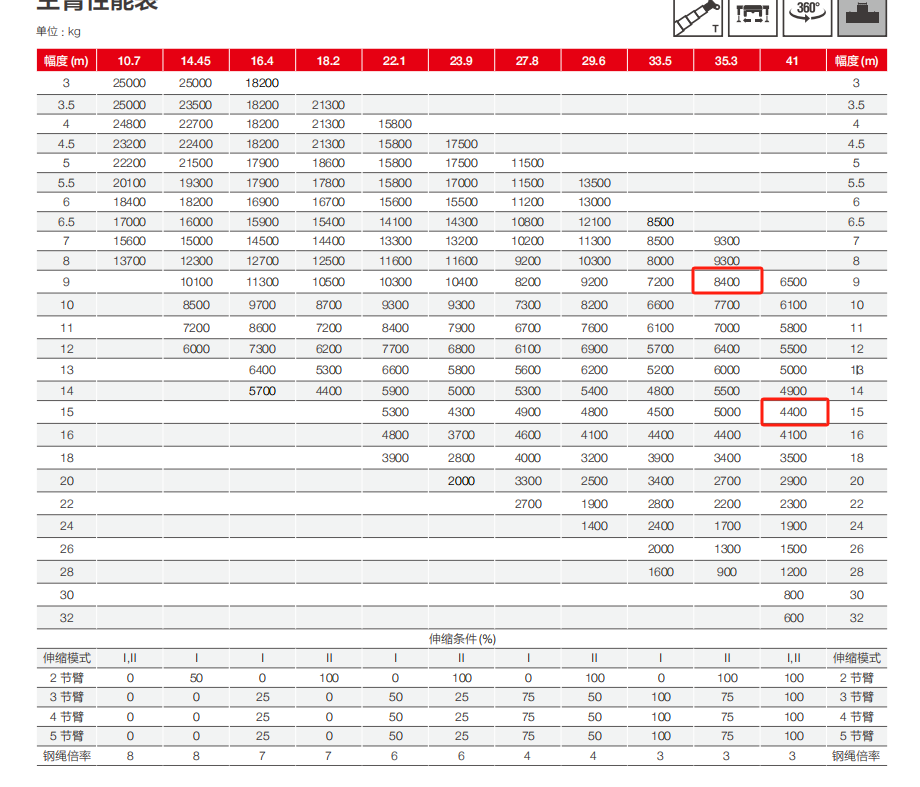 主臂性能表
单位：kg
T
360°
幅度 (m) 10.7 14.45 16.4 18.2 22.1 23.9 27.8 29.6 33.5 35.3 41 幅度 (m)
3 25000 25000 18200 3
3.5 25000 23500 18200 21300 3.5
4 24800 22700 18200 21300 15800 4
4.5 23200 22400 18200 21300 15800 17500 4.5
5 22200 21500 17900 18600 15800 17500 11500 5
5.5 20100 19300 17900 17800 15800 17000 11500 13500 5.5
6 18400 18200 16900 16700 15600 15500 11200 13000 6
6.5 17000 16000 15900 15400 14100 14300 10800 12100 8500 6.5
7 15600 15000 14500 14400 13300 13200 10200 11300 8500 9300 7
8 13700 12300 12700 12500 11600 11600 9200 10300 8000 9300 8
9 10100 11300 10500 10300 10400 8200 9200 7200 8400 6500 9
10 8500 9700 8700 9300 9300 7300 8200 6600 7700 6100 10
11 7200 8600 7200 8400 7900 6700 7600 6100 7000 5800 11
12 6000 7300 6200 7700 6800 6100 6900 5700 6400 5500 12
13 6400 5300 6600 5800 5600 6200 5200 6000 5000 13
14 5700 4400 5900 5000 5300 5400 4800 5500 4900 14
15 5300 4300 4900 4800 4500 5000 4400 15
16 4800 3700 4600 4100 4400 4400 4100 16
18 3900 2800 4000 3200 3900 3400 3500 18
20 2000 3300 2500 3400 2700 2900 20
22 2700 1900 2800 2200 2300 22
24 1400 2400 1700 1900 24
26 2000 1300 1500 26
28 1600 900 1200 28
30 800 30
32 600 32
伸缩条件 (%)
伸缩模式 I,II I I II I II I II I II I,II 伸缩模式
2 节臂 0 50 0 100 0 100 0 100 0 100 100 2 节臂
3 节臂 0 0 25 0 50 25 75 50 100 75 100 3 节臂
4 节臂 0 0 25 0 50 25 75 50 100 75 100 4 节臂
5 节臂 0 0 25 0 50 25 75 50 100 75 100 5 节臂
钢绳倍率 8 8 7 7 6 6 4 4 3 3 3 钢绳倍率